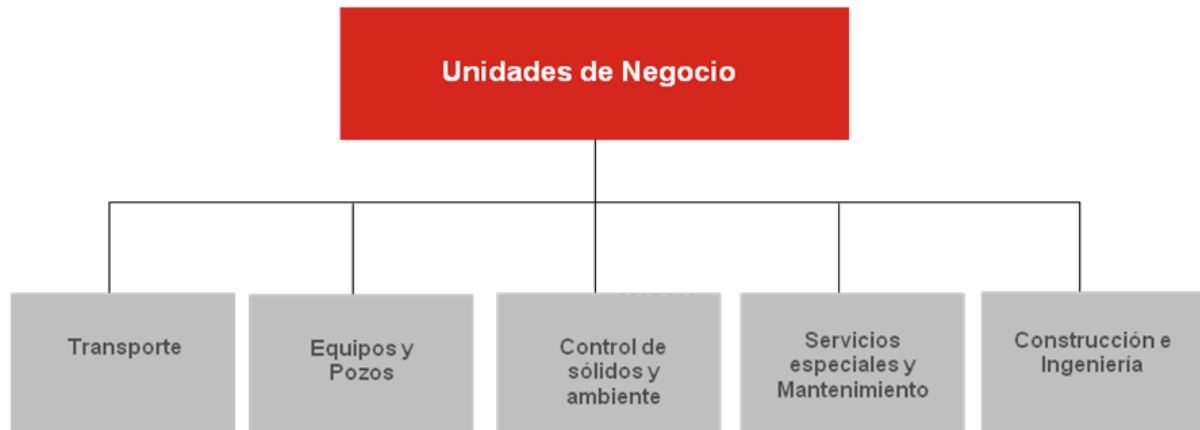 Unidades de Negocio
Transporte
Equipos y
Pozos
Control de
sólidos y
ambiente
Servicios
especiales y
Mantenimiento
Construcción e
Ingeniería